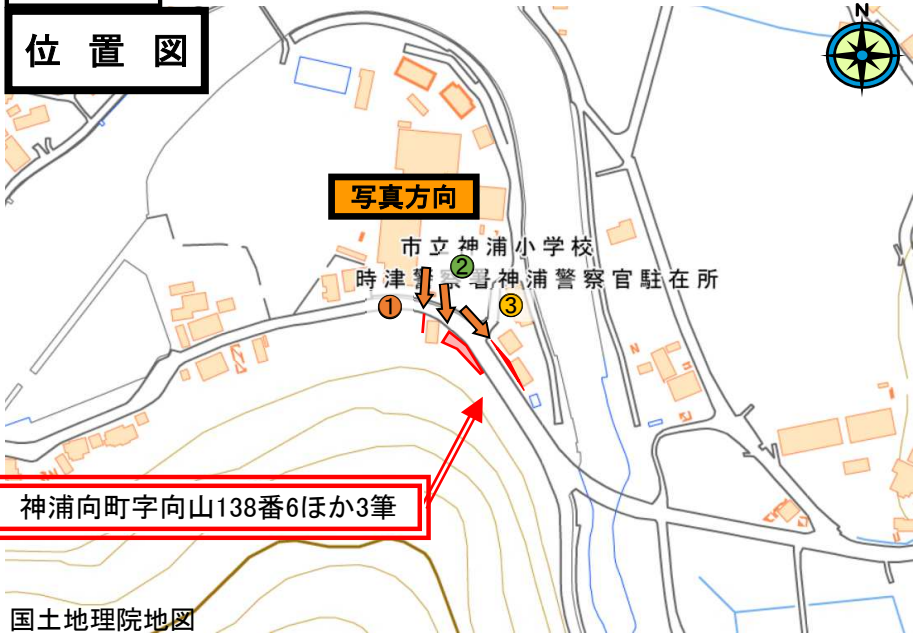 位置図
N
写真方向
市立神浦小学校
②
時津警察署神浦警察官駐在所
①
③
神浦向町字向山138番6ほか3筆
国土地理院地図